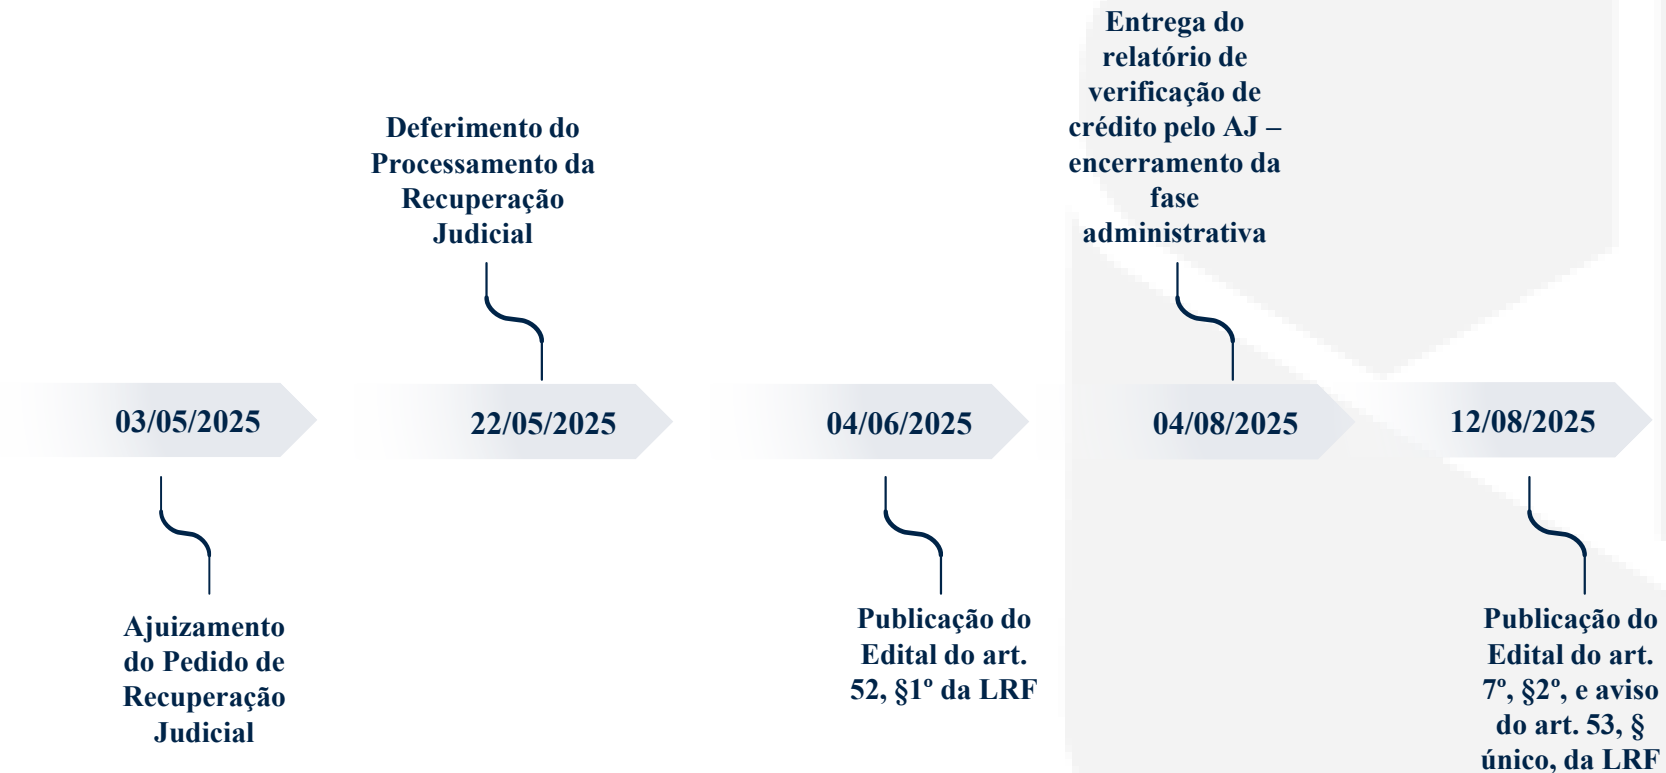 Entrega do
relatório de
verificação de
crédito pelo AJ –
encerramento da
fase
administrativa
Deferimento do
Processamento da
Recuperação
Judicial
03/05/2025
22/05/2025
04/06/2025
04/08/2025
12/08/2025
Ajuizamento
do Pedido de
Recuperação
Judicial
Publicação do
Edital do art.
52, §1º da LRF
Publicação do
Edital do art.
7º, §2º, e aviso
do art. 53, §
único, da LRF